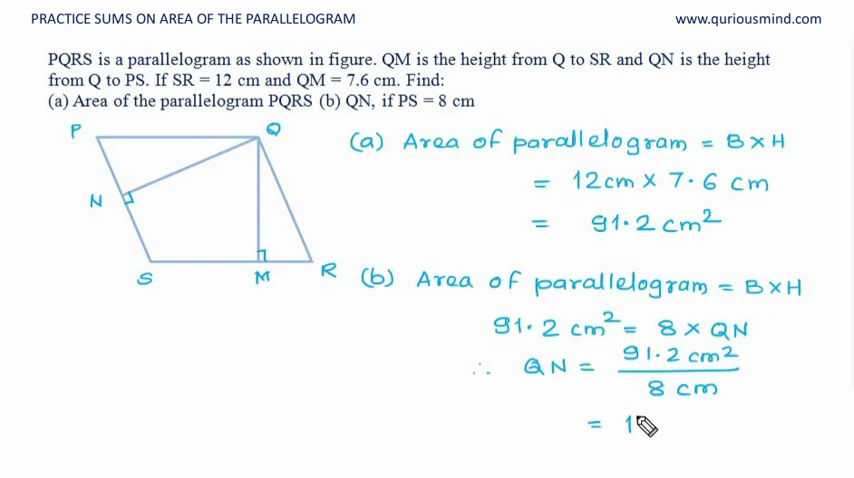 PRACTICE SUMS ON AREA OF THE PARALLELOGRAM
www.quriousmind.com
PQRS is a parallelogram as shown in figure. QM is the height from Q to SR and QN is the height
from Q to PS. If SR = 12 cm and QM = 7.6 cm. Find:
(a) Area of the parallelogram PQRS (b) QN, if PS = 8 cm
P
Q
N
S
M
R
(a) Area of parallelogram = B × H
= 12cm × 7.6 cm
= 91.2 cm²
(b) Area of parallelogram = B × H
91.2 cm² = 8 × QN
∴ QN = 91.2 cm²
8 cm
= 1